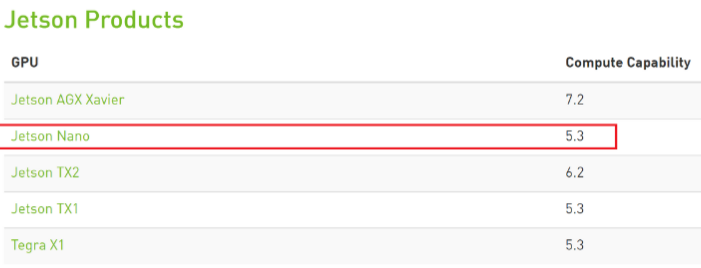 Jetson Products
GPU Compute Capability
Jetson AGX Xavier 7.2
Jetson Nano 5.3
Jetson TX2 6.2
Jetson TX1 5.3
Tegra X1 5.3